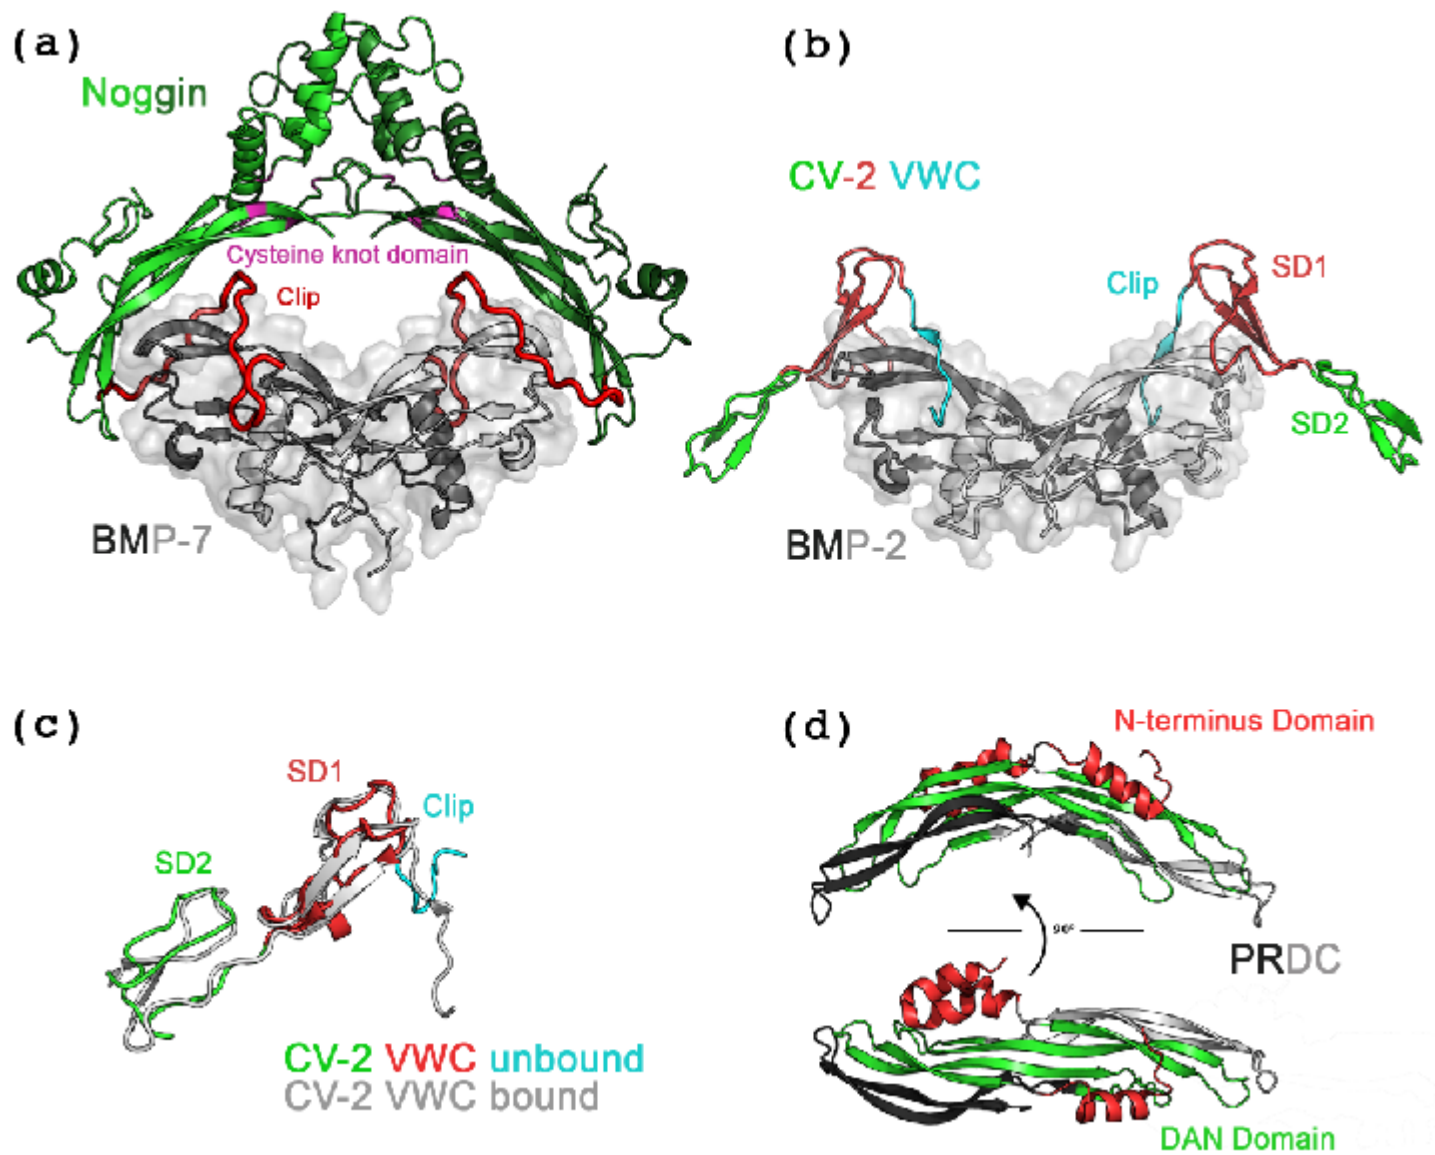 (a)
Noggin
Cysteine knot domain
Clip
BMP-7
(b)
CV-2 VWC
Clip
SD1
SD2
BMP-2
(c)
SD1
Clip
SD2
CV-2 VWC unbound
CV-2 VWC bound
(d)
N-terminus Domain
90°
PRDC
DAN Domain